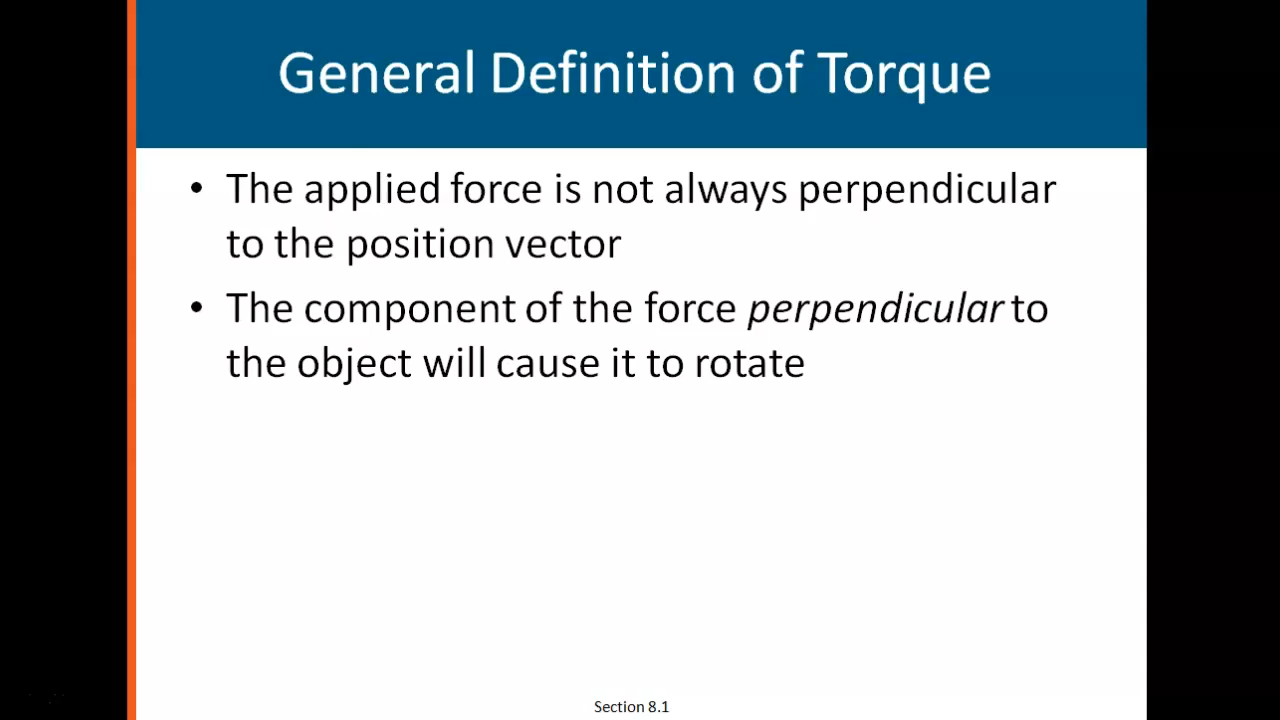 General Definition of Torque
• The applied force is not always perpendicular
to the position vector
• The component of the force perpendicular to
the object will cause it to rotate
Section 8.1